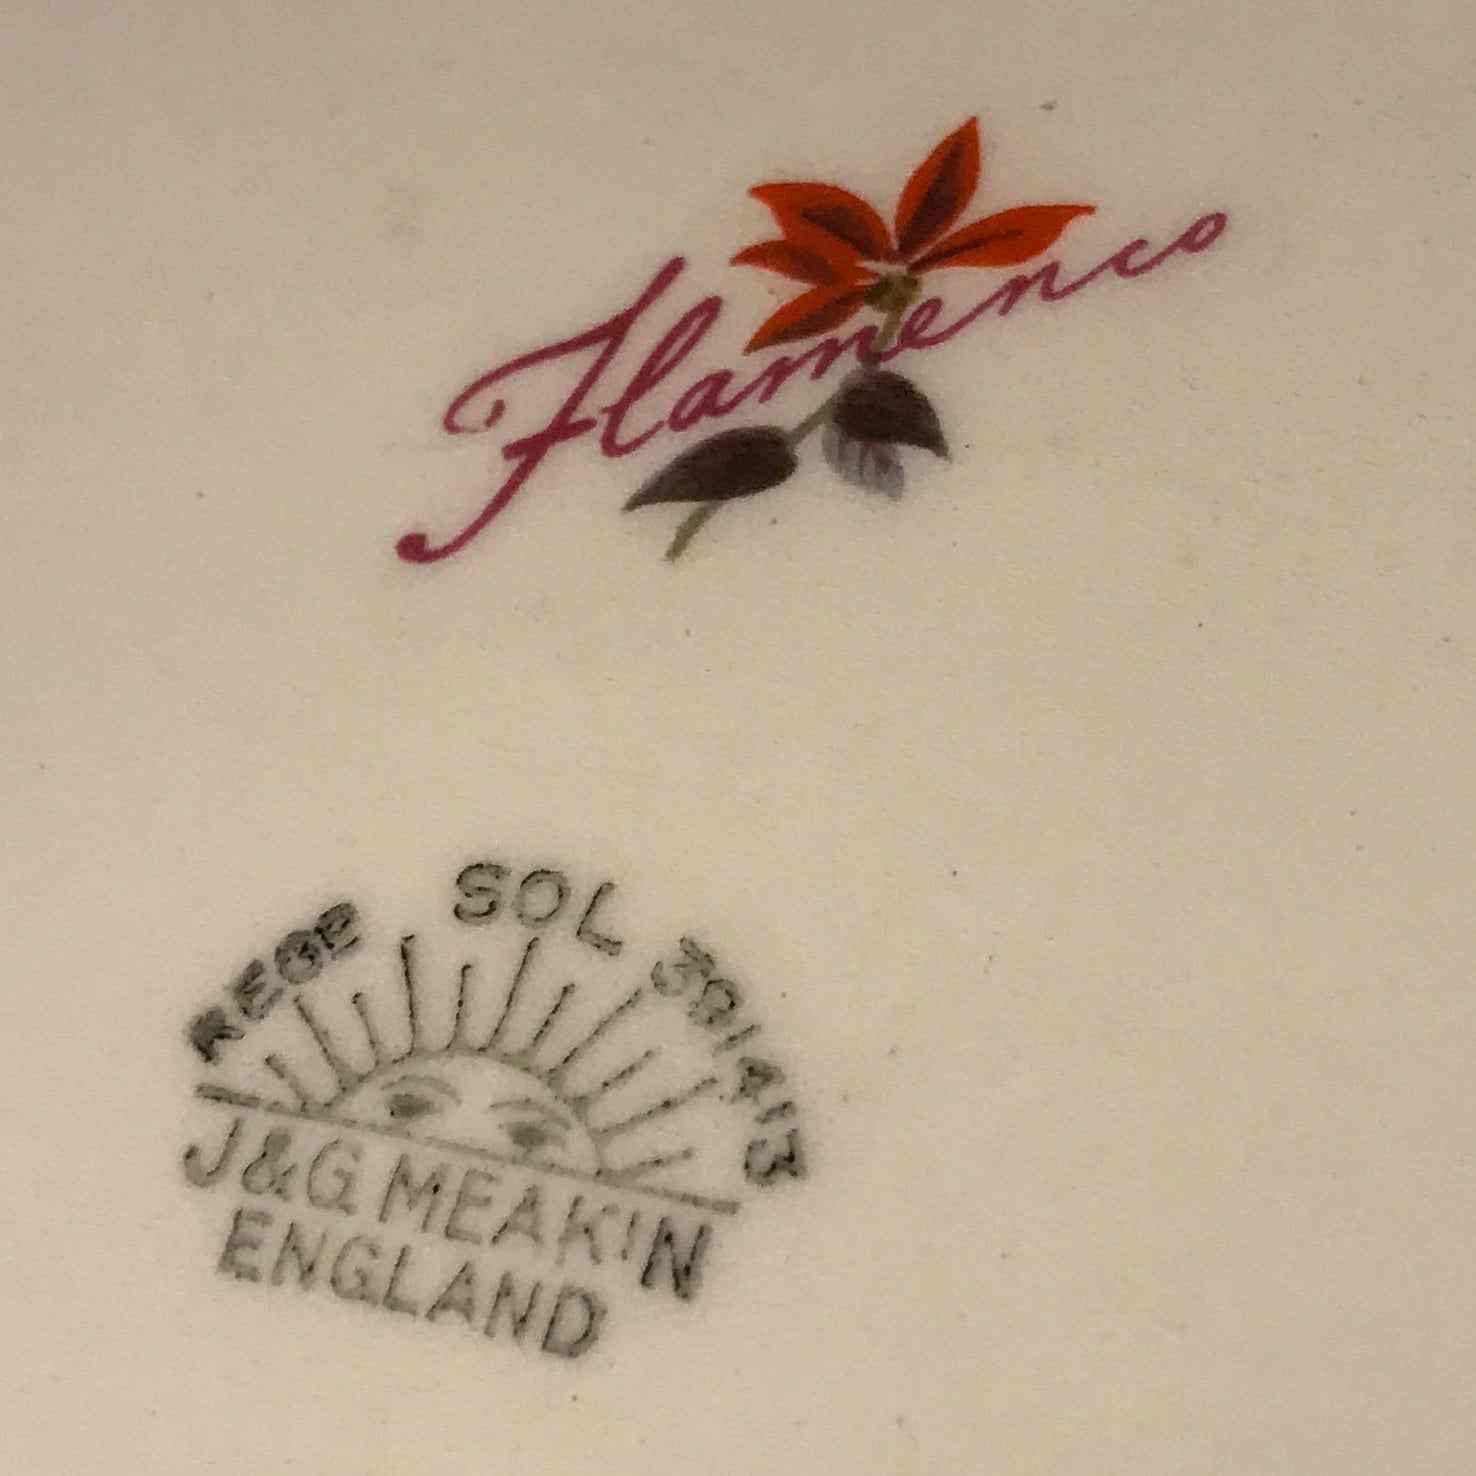 Flamenco
REGD SOL 391413
J&G MEAKIN
ENGLAND